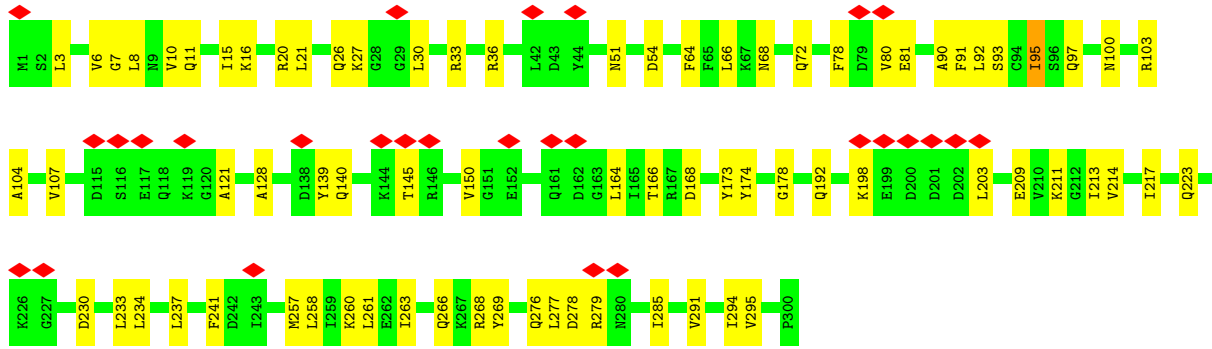 M1 S2 L3 V6 G7 L8 N9 V10 Q11 I15 K16 R20 L21 Q26 K27 G28 G29 L30 R33 R36 L42 D43 Y44 N51 D54 F64 F65 L66 K67 N68 Q72 F78 D79 V80 E81 A90 F91 L92 S93 C94 I95 S96 Q97 N100 R103
A104 V107 D115 S116 E117 Q118 K119 G120 A121 A128 D138 Y139 Q140 K144 T145 R146 V150 G151 E152 Q161 D162 G163 L164 I165 T166 R167 D168 Y173 Y174 G178 Q192 K198 E199 D200 D201 D202 L203 E209 V210 K211 G212 I213 V214 I217 Q223
K226 G227 D230 L233 L234 L237 F241 D242 I243 M257 L258 I259 K260 L261 E262 I263 Q266 K267 R268 Y269 Q276 L277 D278 R279 N280 I285 V291 I294 V295 P300